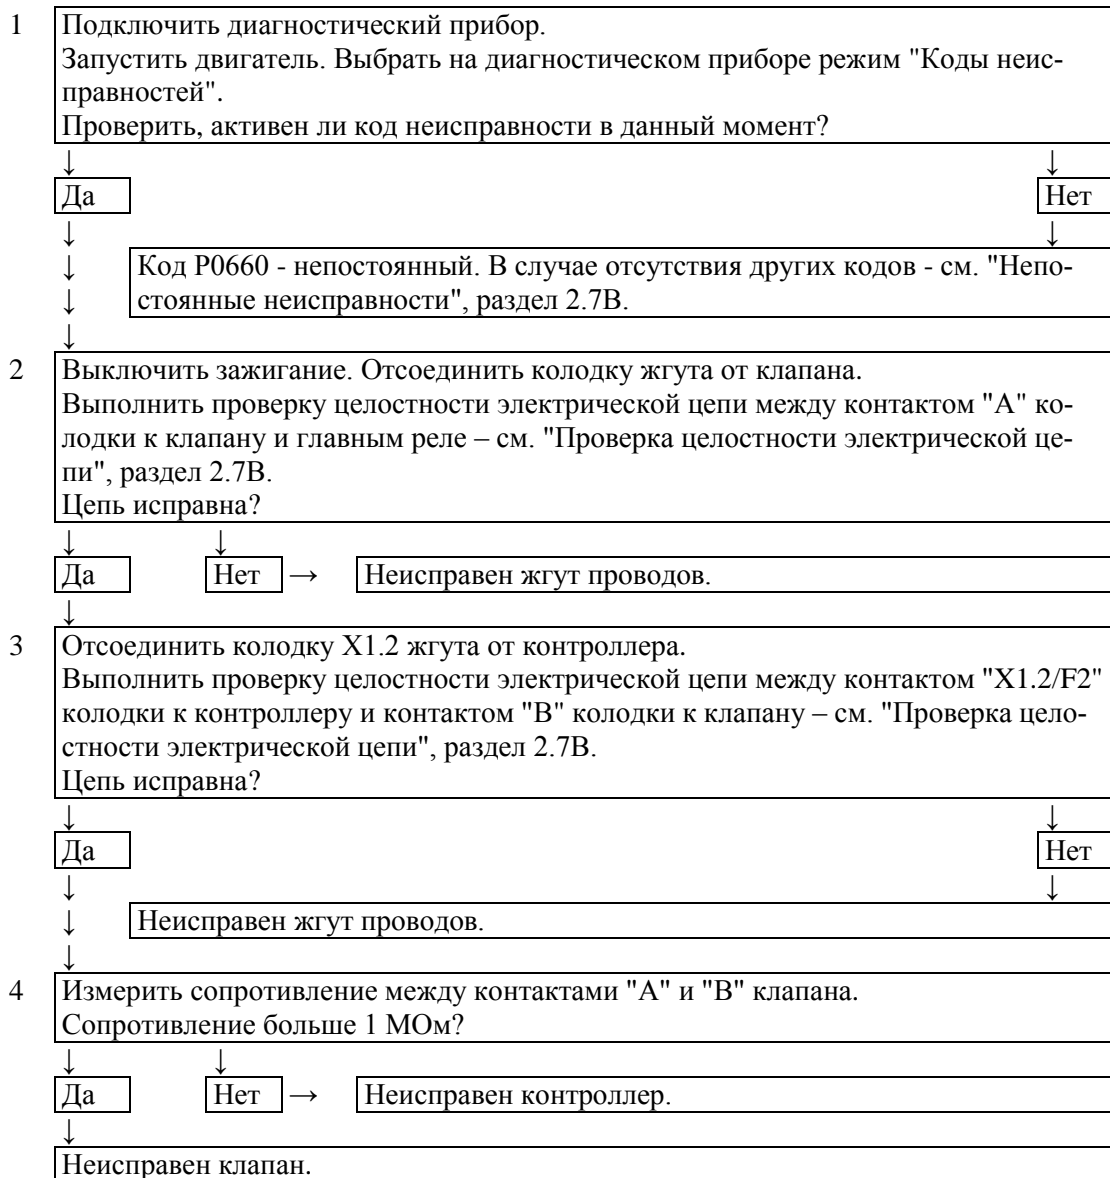 1 Подключить диагностический прибор.
Запустить двигатель. Выбрать на диагностическом приборе режим "Коды неис-
правностей".
Проверить, активен ли код неисправности в данный момент?
↓ ↓
Да Нет
↓ ↓
↓ Код Р0660 - непостоянный. В случае отсутствия других кодов - см. "Непо-
↓ стоянные неисправности", раздел 2.7В.
↓
2 Выключить зажигание. Отсоединить колодку жгута от клапана.
Выполнить проверку целостности электрической цепи между контактом "А" ко-
лодки к клапану и главным реле – см. "Проверка целостности электрической це-
пи", раздел 2.7В.
Цепь исправна?
↓ ↓
Да Нет → Неисправен жгут проводов.
↓
3 Отсоединить колодку Х1.2 жгута от контроллера.
Выполнить проверку целостности электрической цепи между контактом "Х1.2/F2"
колодки к контроллеру и контактом "В" колодки к клапану – см. "Проверка цело-
стности электрической цепи", раздел 2.7В.
Цепь исправна?
↓ ↓
Да Нет
↓ ↓
↓ Неисправен жгут проводов.
↓
4 Измерить сопротивление между контактами "А" и "В" клапана.
Сопротивление больше 1 МОм?
↓ ↓
Да Нет → Неисправен контроллер.
↓
Неисправен клапан.